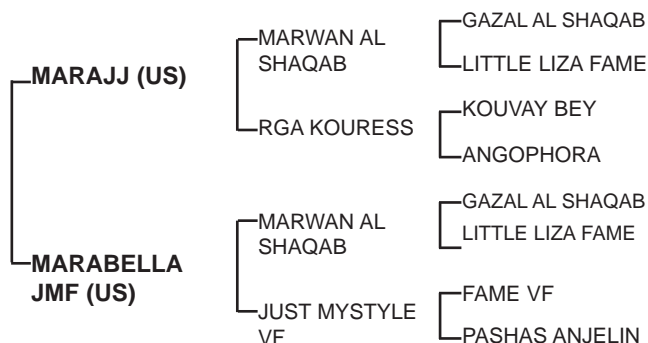 GAZAL AL SHAQAB
MARWAN AL
SHAQAB
LITTLE LIZA FAME
MARAJJ (US)
KOUVAY BEY
RGA KOURESS
ANGOPHORA
GAZAL AL SHAQAB
MARWAN AL
SHAQAB
LITTLE LIZA FAME
MARABELLA
JMF (US)
FAME VF
JUST MYSTYLE
VF
PASHAS ANJELIN